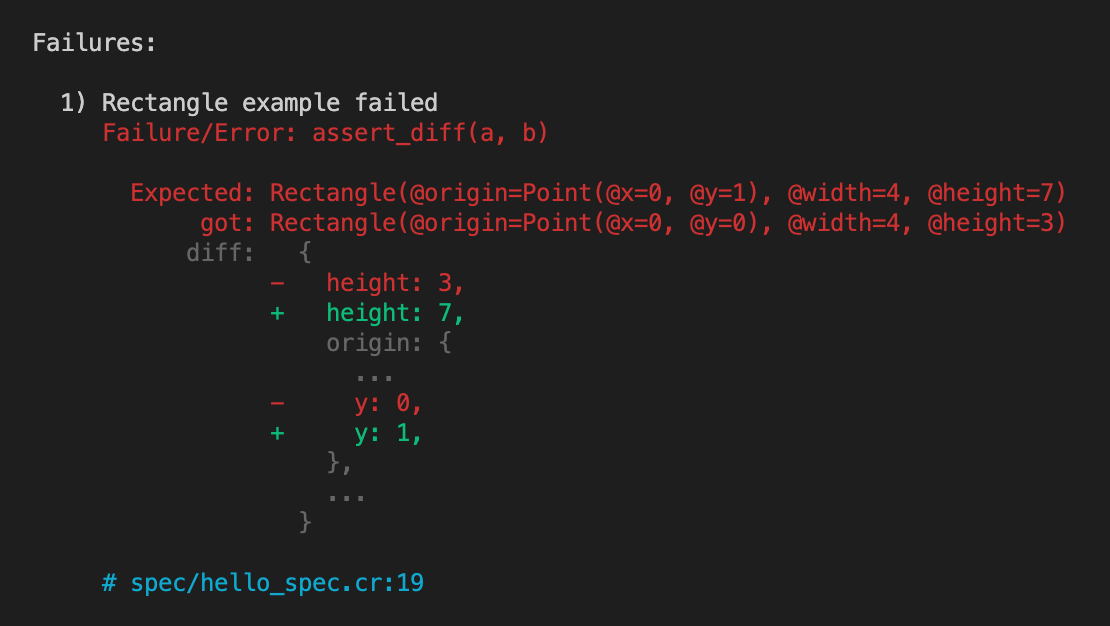 Failures:
1) Rectangle example failed
Failure/Error: assert_diff(a, b)
Expected: Rectangle(@origin=Point(@x=0, @y=1), @width=4, @height=7)
got: Rectangle(@origin=Point(@x=0, @y=0), @width=4, @height=3)
diff: {
- height: 3,
+ height: 7,
origin: {
...
- y: 0,
+ y: 1,
},
...
}
# spec/hello_spec.cr:19